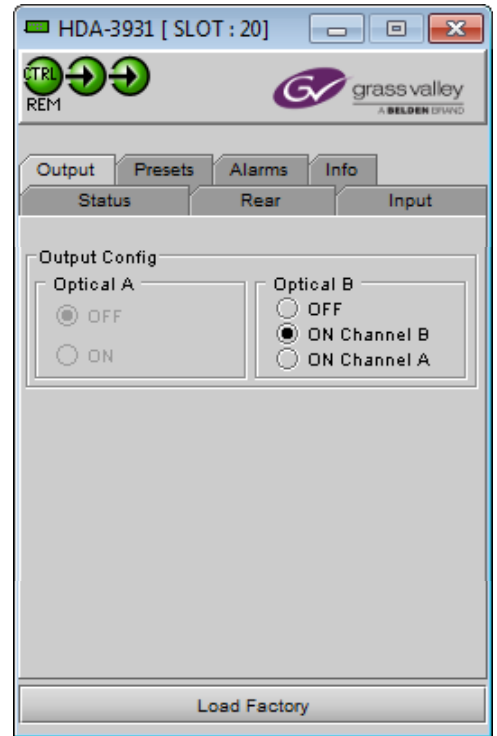 HDA-3931 [ SLOT : 20]
CTRL
REM
GV grass valley
A BELDEN BRAND
Output Presets Alarms Info
Status Rear Input
Output Config
Optical A
OFF
ON
Optical B
OFF
ON Channel B
ON Channel A
Load Factory